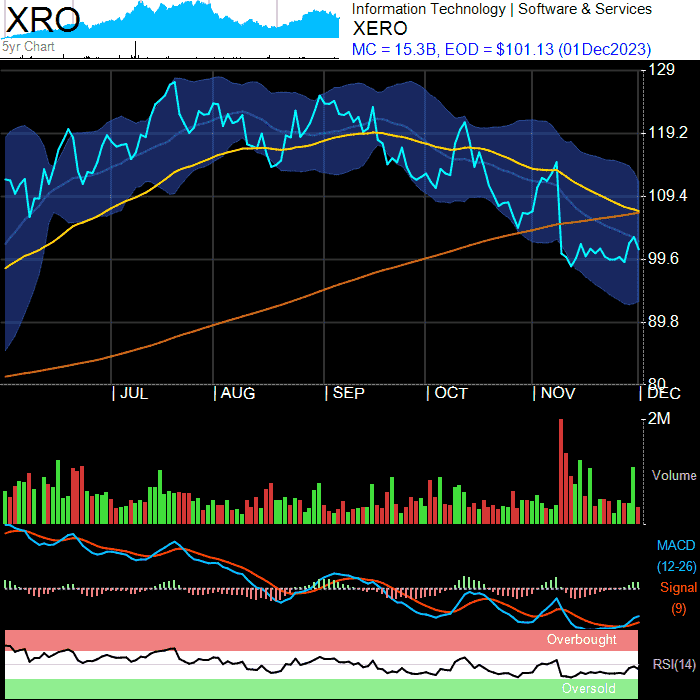 XRO
5yr Chart
Information Technology | Software & Services
XERO
MC = 15.3B, EOD = $101.13 (01Dec2023)
129
119.2
109.4
99.6
89.8
80
JUL AUG SEP OCT NOV DEC
2M
Volume
MACD
(12-26)
Signal
(9)
Overbought
RSI(14)
Oversold